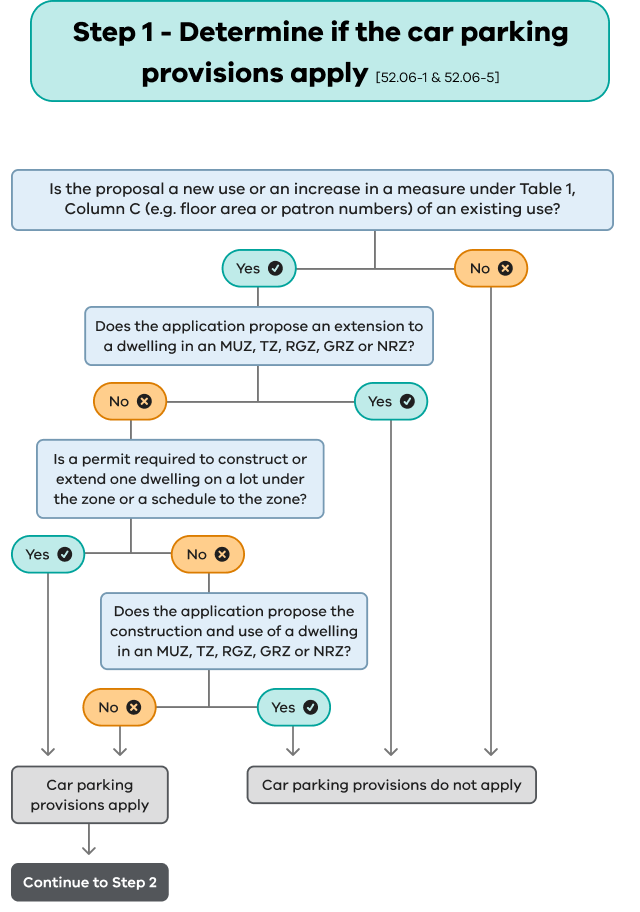 Step 1 - Determine if the car parking
provisions apply [52.06-1 & 52.06-5]
Is the proposal a new use or an increase in a measure under Table 1,
Column C (e.g. floor area or patron numbers) of an existing use?
Yes
No
Does the application propose an extension to
a dwelling in an MUZ, TZ, RGZ, GRZ or NRZ?
No
Yes
Is a permit required to construct or
extend one dwelling on a lot under
the zone or a schedule to the zone?
Yes
No
Does the application propose the
construction and use of a dwelling
in an MUZ, TZ, RGZ, GRZ or NRZ?
No
Yes
Car parking
provisions apply
Car parking provisions do not apply
Continue to Step 2